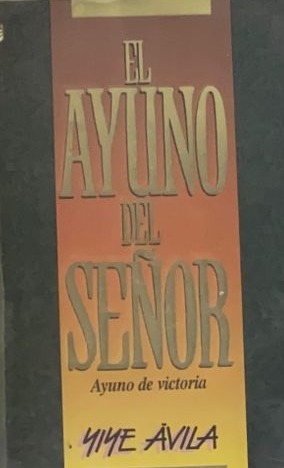 EL
AYUNO
DEL
SEÑOR
Ayuno de victoria
YIYE ÁVILA